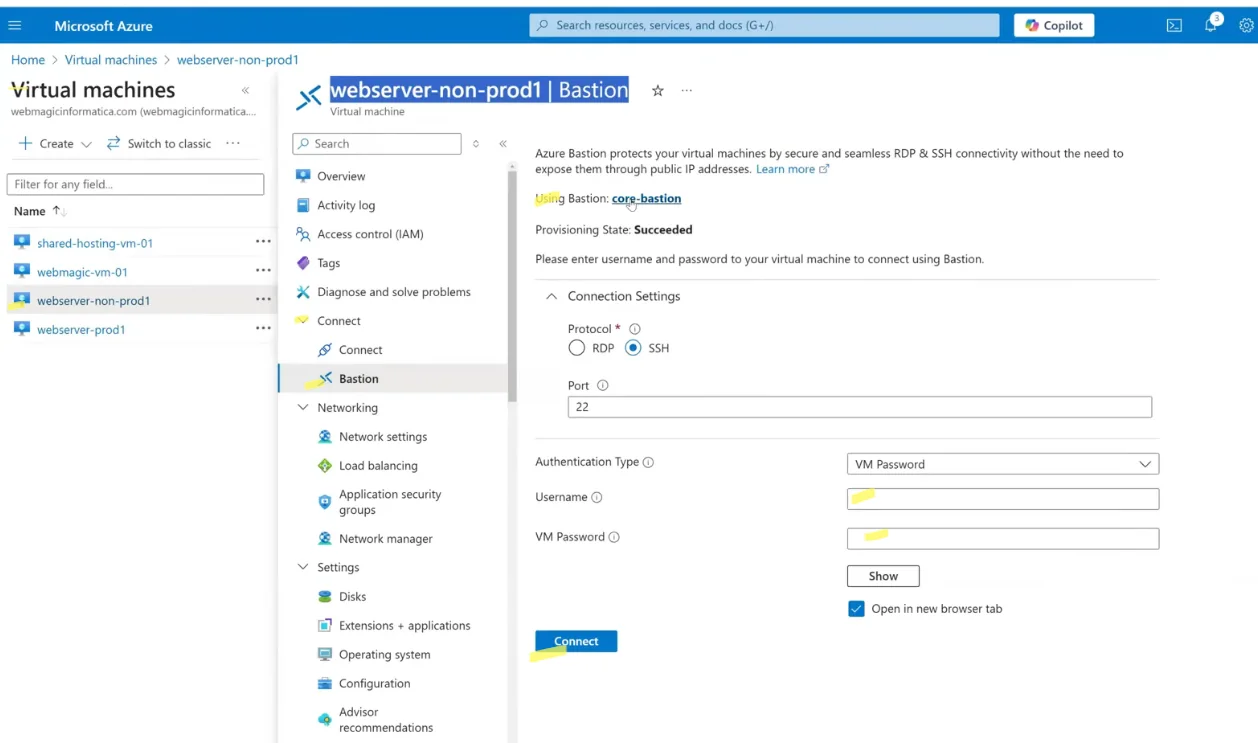 Microsoft Azure
Search resources, services, and docs (G+/)
Copilot
3
Home > Virtual machines > webserver-non-prod1
Virtual machines
webmagicinformatica.com (webmagicinformatica....
Create
Switch to classic
...
Filter for any field...
Name
shared-hosting-vm-01
webmagic-vm-01
webserver-non-prod1
webserver-prod1
webserver-non-prod1 | Bastion
Virtual machine
Search
Overview
Activity log
Access control (IAM)
Tags
Diagnose and solve problems
Connect
Connect
Bastion
Networking
Network settings
Load balancing
Application security
groups
Network manager
Settings
Disks
Extensions + applications
Operating system
Configuration
Advisor
recommendations
Azure Bastion protects your virtual machines by secure and seamless RDP & SSH connectivity without the need to
expose them through public IP addresses. Learn more
Using Bastion: core-bastion
Provisioning State: Succeeded
Please enter username and password to your virtual machine to connect using Bastion.
Connection Settings
Protocol *
RDP SSH
Port
22
Authentication Type
VM Password
Username
VM Password
Show
Open in new browser tab
Connect